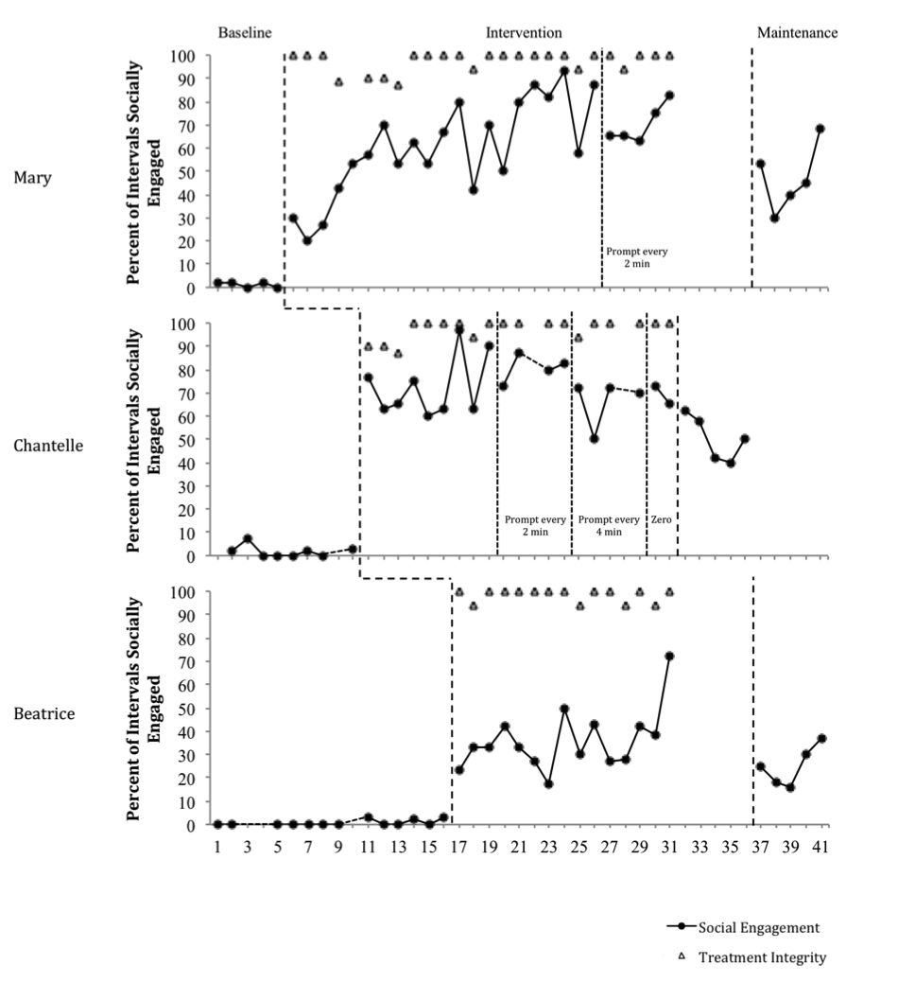 Baseline Intervention Maintenance
Mary
Percent of Intervals Socially
Engaged
100
90
80
70
60
50
40
30
20
10
0
Prompt every
2 min
Chantelle
Percent of Intervals Socially
Engaged
100
90
80
70
60
50
40
30
20
10
0
Prompt every
2 min
Prompt every
4 min
Zero
Beatrice
Percent of Intervals Socially
Engaged
100
90
80
70
60
50
40
30
20
10
0
1 3 5 7 9 11 13 15 17 19 21 23 25 27 29 31 33 35 37 39 41
Social Engagement
Treatment Integrity